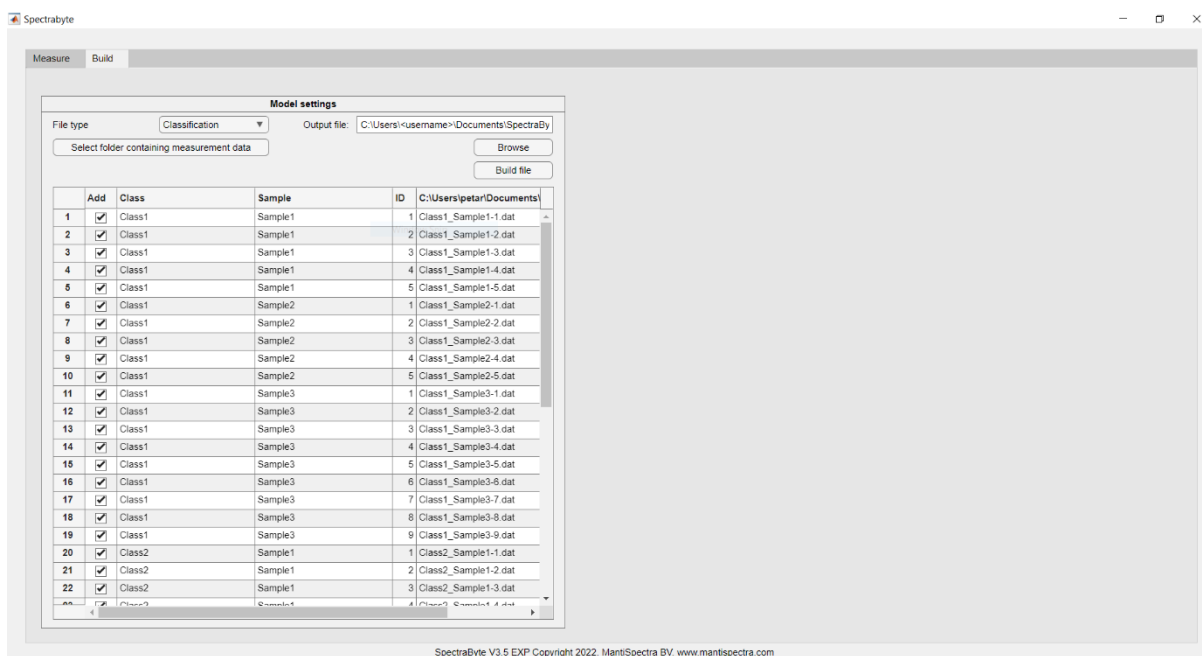 Spectrabyte
Measure Build
Model settings
File type Classification Output file: C:\Users\<username>\Documents\SpectraBy
Select folder containing measurement data Browse
Build file
Add Class Sample ID C:\Users\petar\Documents\
1 Class1 Sample1 1 Class1_Sample1-1.dat
2 Class1 Sample1 2 Class1_Sample1-2.dat
3 Class1 Sample1 3 Class1_Sample1-3.dat
4 Class1 Sample1 4 Class1_Sample1-4.dat
5 Class1 Sample1 5 Class1_Sample1-5.dat
6 Class1 Sample2 1 Class1_Sample2-1.dat
7 Class1 Sample2 2 Class1_Sample2-2.dat
8 Class1 Sample2 3 Class1_Sample2-3.dat
9 Class1 Sample2 4 Class1_Sample2-4.dat
10 Class1 Sample2 5 Class1_Sample2-5.dat
11 Class1 Sample3 1 Class1_Sample3-1.dat
12 Class1 Sample3 2 Class1_Sample3-2.dat
13 Class1 Sample3 3 Class1_Sample3-3.dat
14 Class1 Sample3 4 Class1_Sample3-4.dat
15 Class1 Sample3 5 Class1_Sample3-5.dat
16 Class1 Sample3 6 Class1_Sample3-6.dat
17 Class1 Sample3 7 Class1_Sample3-7.dat
18 Class1 Sample3 8 Class1_Sample3-8.dat
19 Class1 Sample3 9 Class1_Sample3-9.dat
20 Class2 Sample1 1 Class2_Sample1-1.dat
21 Class2 Sample1 2 Class2_Sample1-2.dat
22 Class2 Sample1 3 Class2_Sample1-3.dat
SpectraByte V3.5 EXP Copyright 2022, MantiSpectra BV, www.mantispectra.com